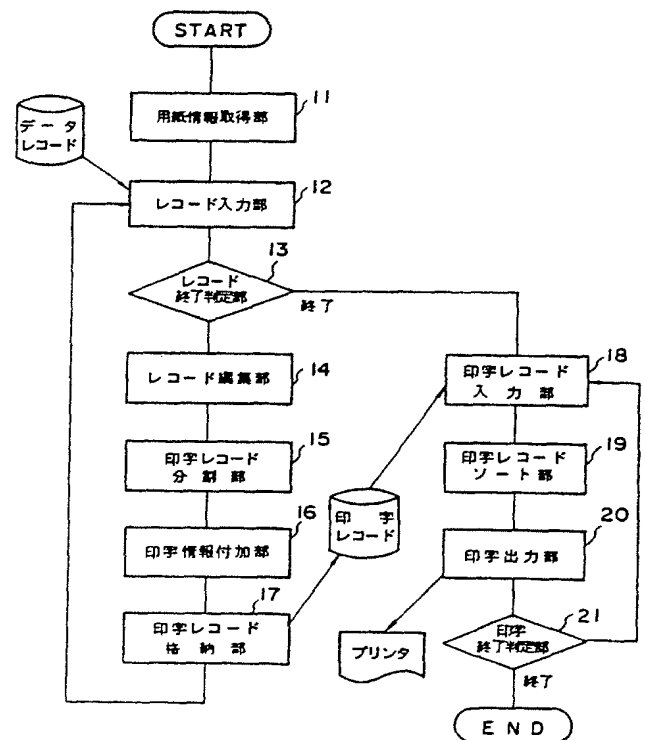 START
11
用紙情報取得部
データ
レコード
12
レコード入力部
13
レコード
終了判定部
終了
14
レコード編集部
15
印字レコード
分割部
16
印字情報付加部
17
印字レコード
格納部
印字
レコード
18
印字レコード
入力部
19
印字レコード
ソート部
20
印字出力部
プリンタ
21
印字
終了判定部
終了
END